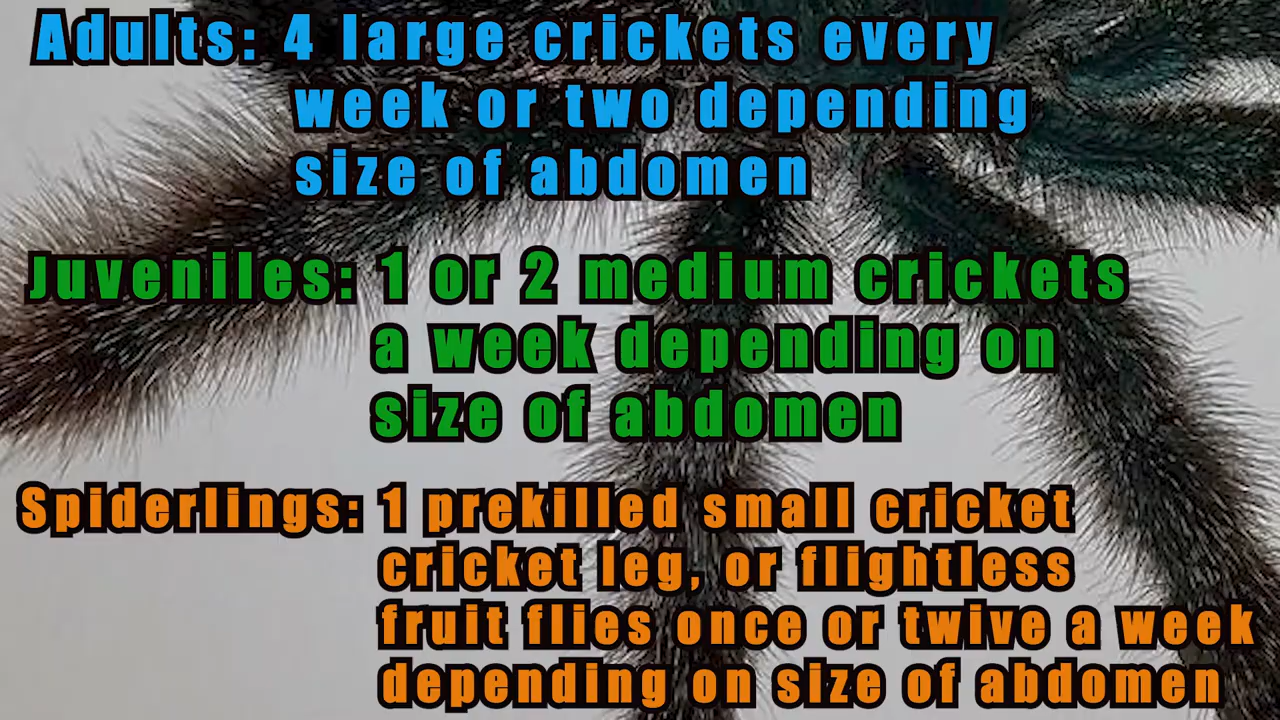 Adults: 4 large crickets every
week or two depending
size of abdomen
Juveniles: 1 or 2 medium crickets
a week depending on
size of abdomen
Spiderlings: 1 prekilled small cricket
cricket leg, or flightless
fruit flies once or twive a week
depending on size of abdomen